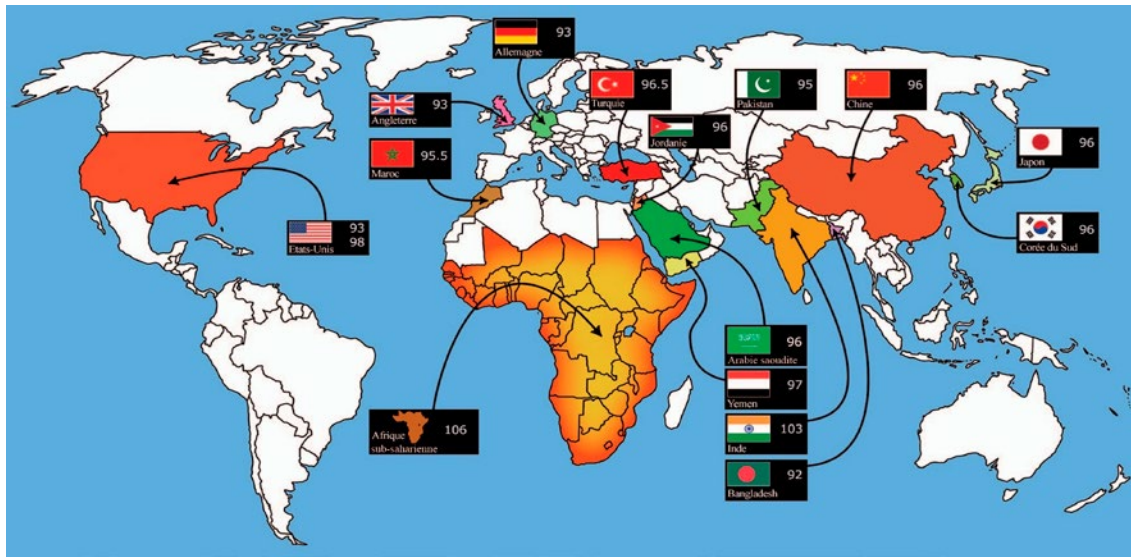 Allemagne 93
Angleterre 93
Turquie 96.5
Pakistan 95
Chine 96
Jordanie 96
Maroc 95.5
Japon 96
Etats-Unis 93
98
Corée du Sud 96
Arabie saoudite 96
Yemen 97
Afrique 106
sub-saharienne
Inde 103
Bangladesh 92